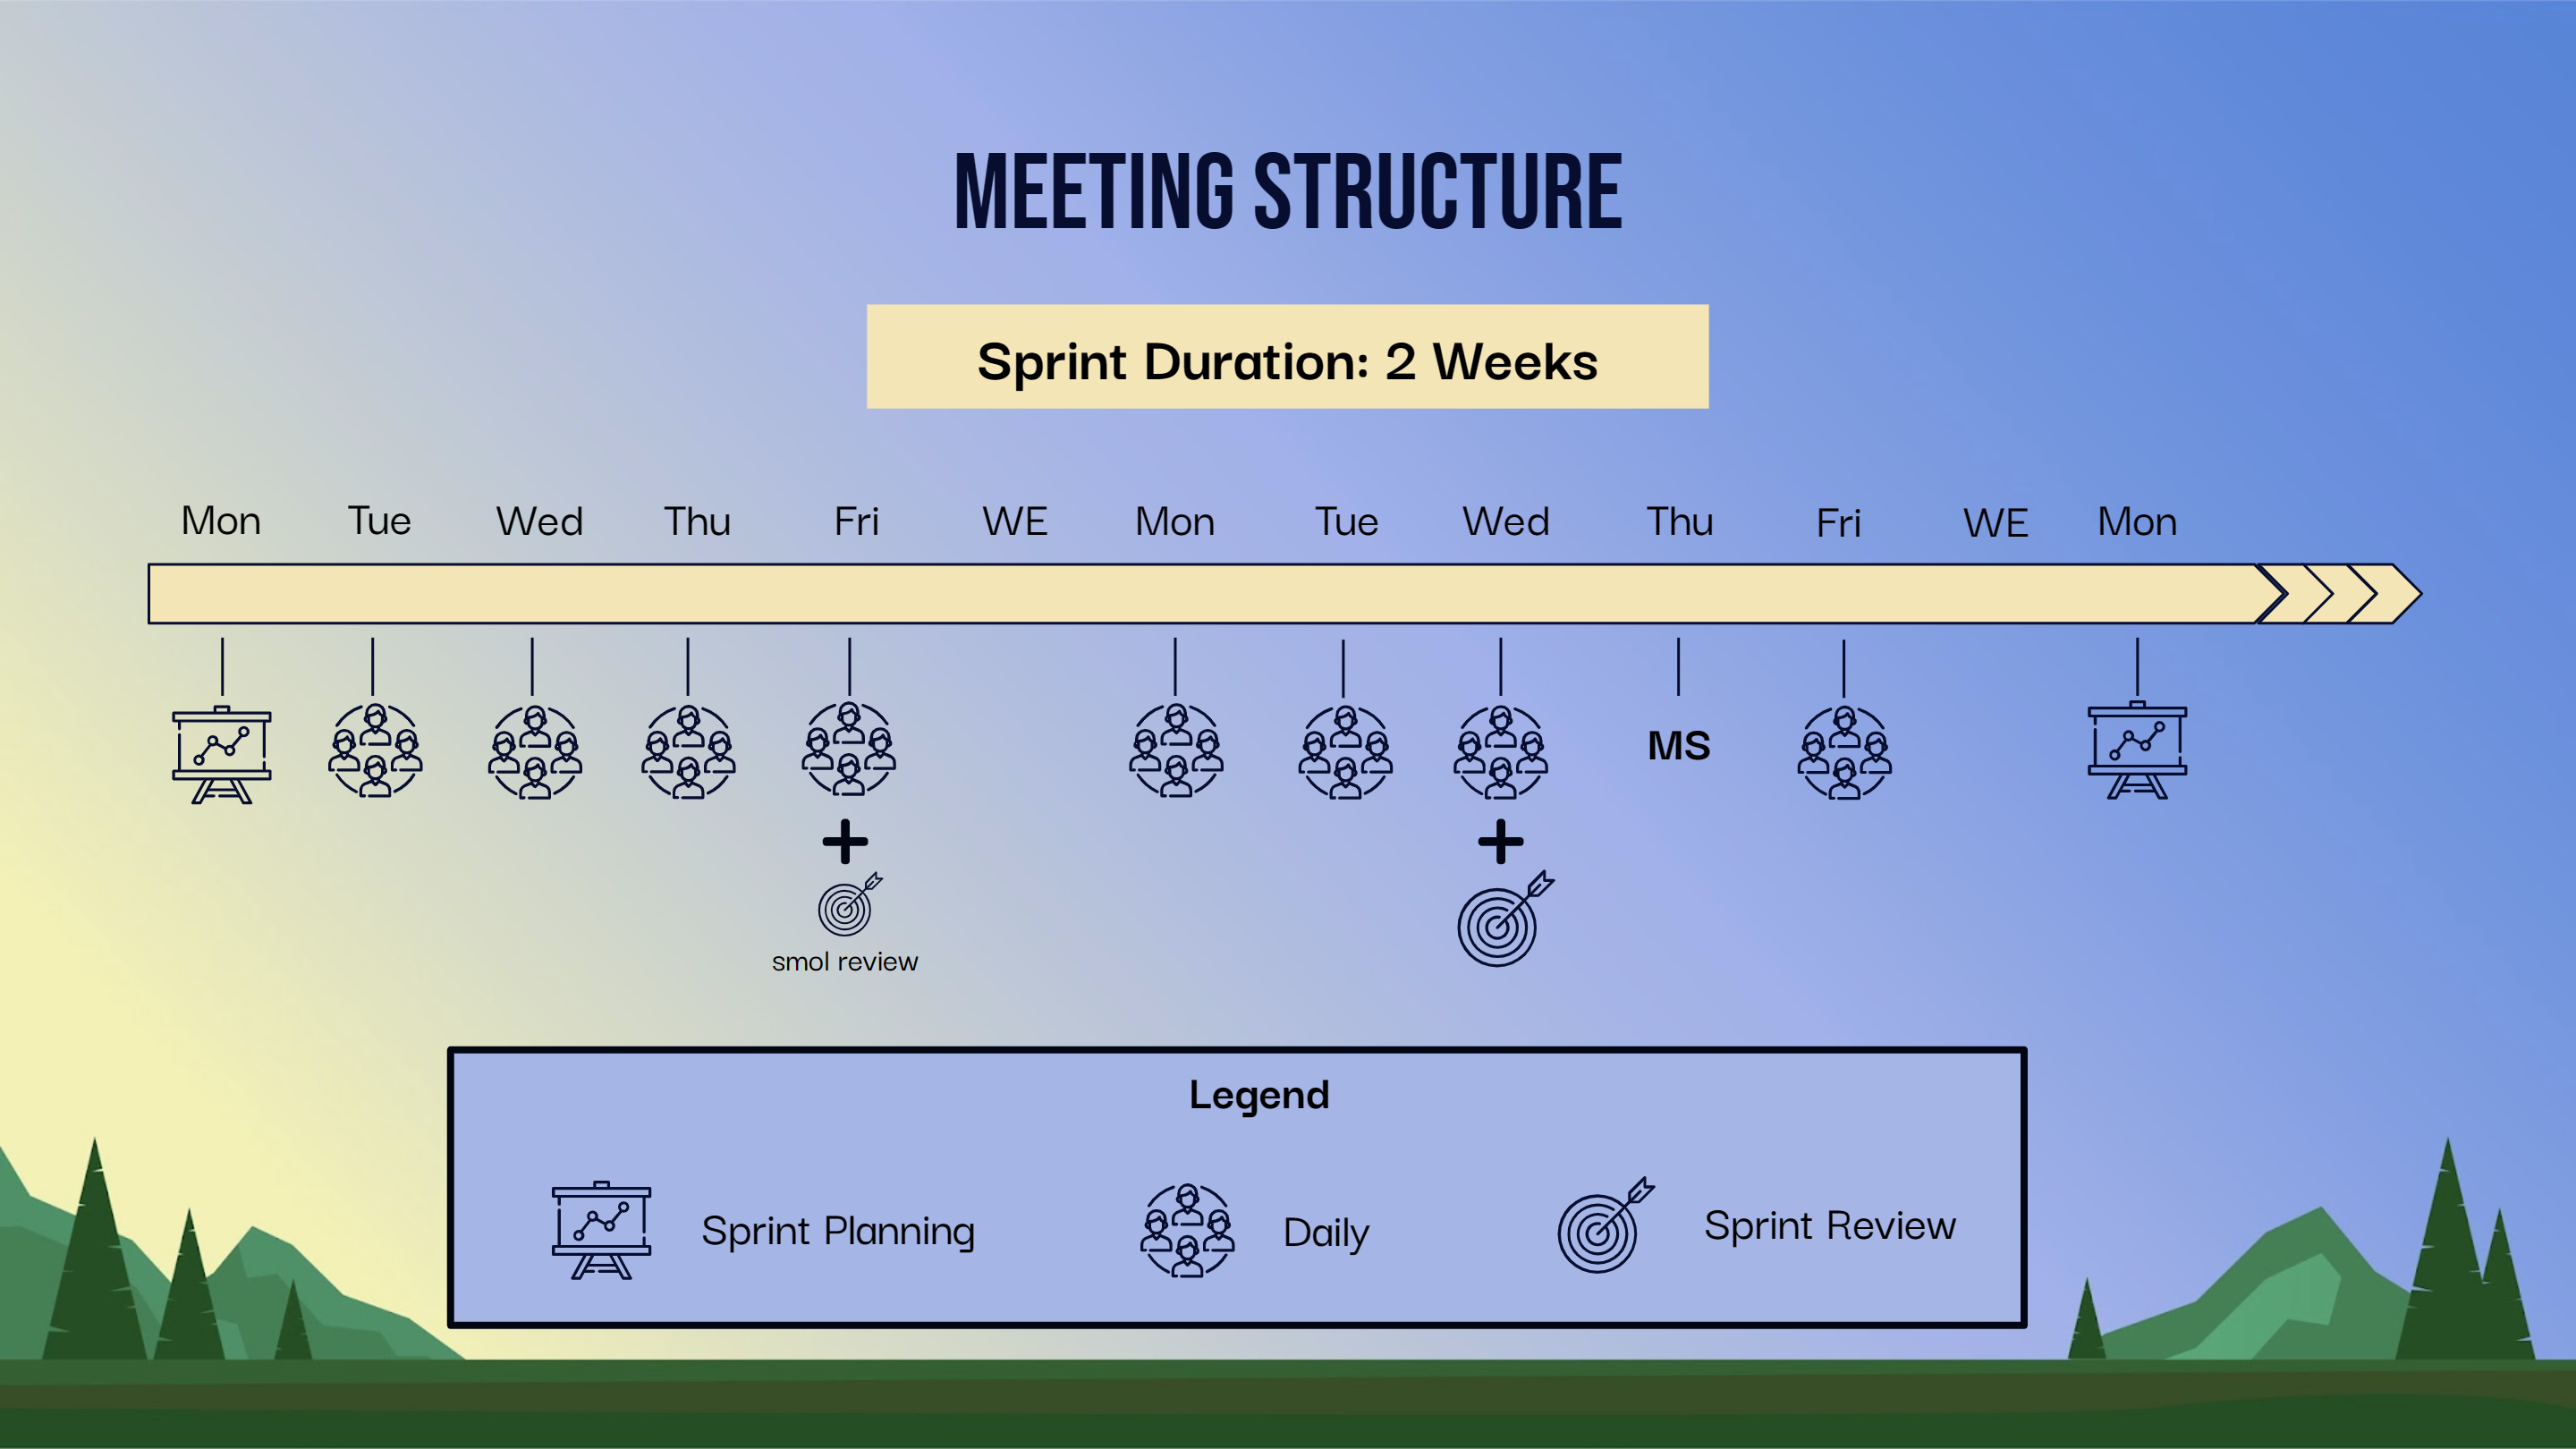 MEETING STRUCTURE
Sprint Duration: 2 Weeks
Mon Tue Wed Thu Fri WE Mon Tue Wed Thu Fri WE Mon
MS
smol review
Legend
Sprint Planning Daily Sprint Review